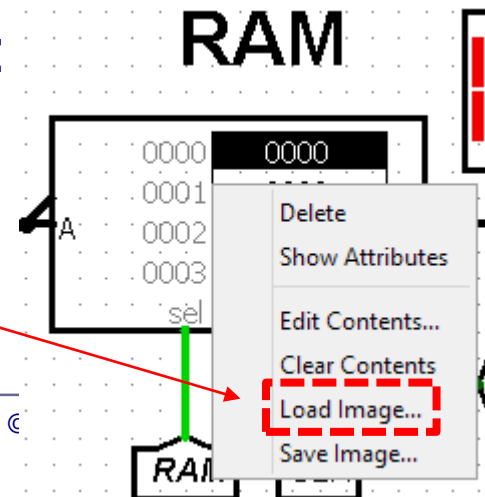 RAM
0000 0000
0001
A
0002
0003
sel
Delete
Show Attributes
Edit Contents...
Clear Contents
Load Image...
Save Image...
©
RAM